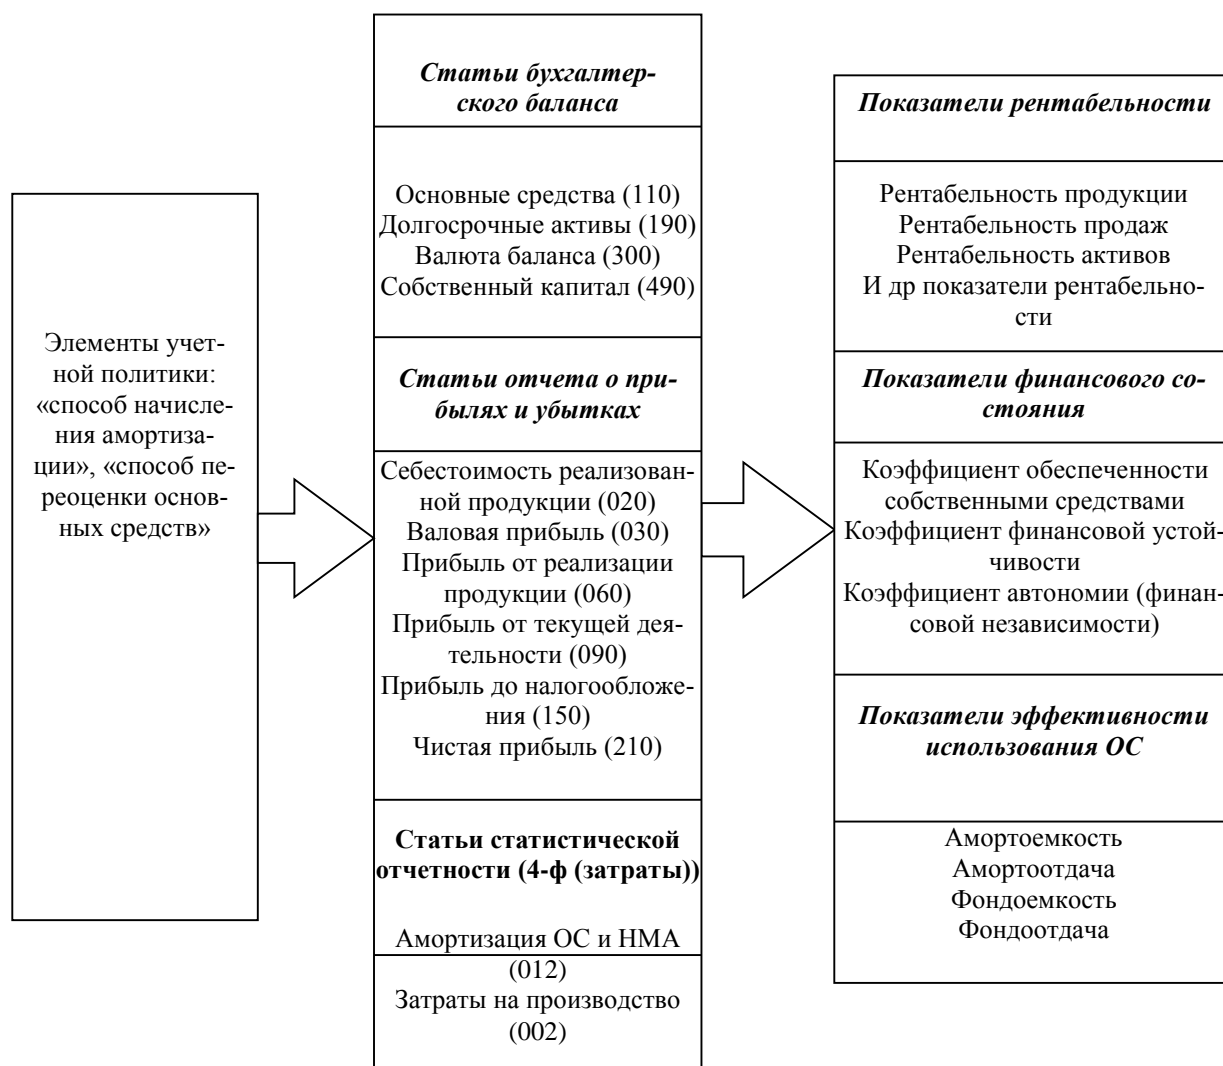 Элементы учет-
ной политики:
«способ начисле-
ния амортиза-
ции», «способ пе-
реоценки основ-
ных средств»
Статьи бухгалтер-
ского баланса
Основные средства (110)
Долгосрочные активы (190)
Валюта баланса (300)
Собственный капитал (490)
Статьи отчета о при-
былях и убытках
Себестоимость реализован-
ной продукции (020)
Валовая прибыль (030)
Прибыль от реализации
продукции (060)
Прибыль от текущей дея-
тельности (090)
Прибыль до налогообложе-
ния (150)
Чистая прибыль (210)
Статьи статистической
отчетности (4-ф (затраты))
Амортизация ОС и НМА
(012)
Затраты на производство
(002)
Показатели рентабельности
Рентабельность продукции
Рентабельность продаж
Рентабельность активов
И др показатели рентабельно-
сти
Показатели финансового со-
стояния
Коэффициент обеспеченности
собственными средствами
Коэффициент финансовой устой-
чивости
Коэффициент автономии (финан-
совой независимости)
Показатели эффективности
использования ОС
Амортоемкость
Амортоотдача
Фондоемкость
Фондоотдача